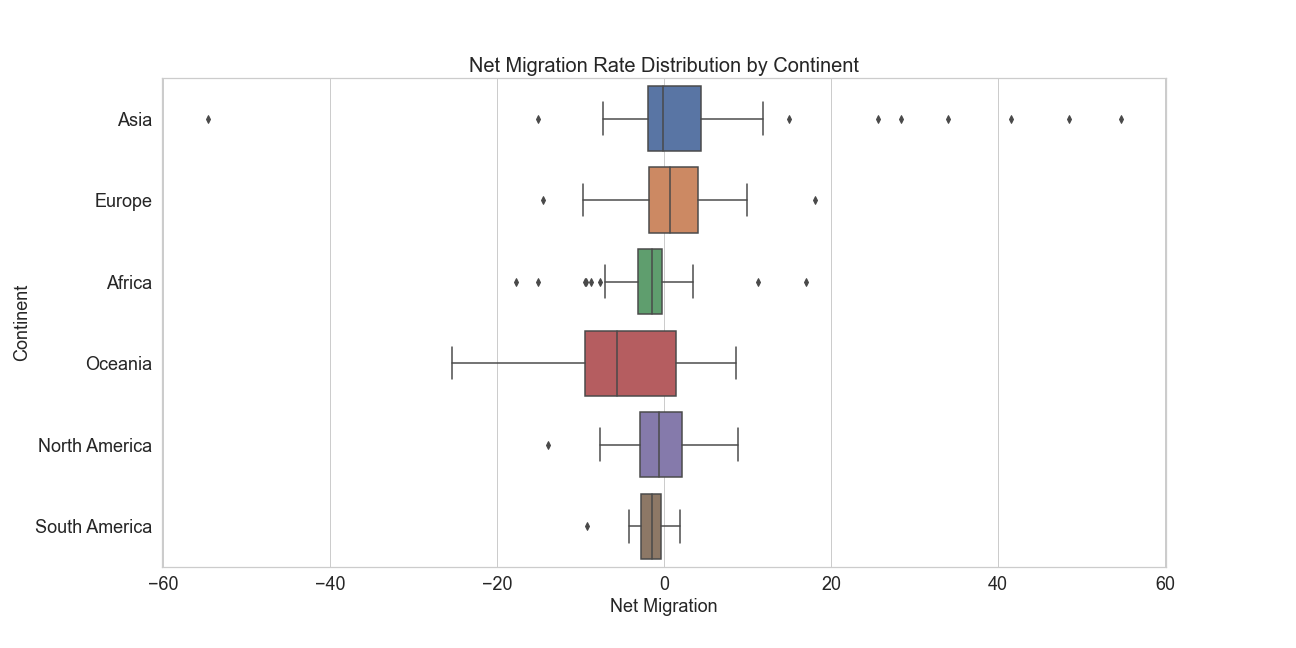 Net Migration Rate Distribution by Continent
Continent
Asia
Europe
Africa
Oceania
North America
South America
−60 −40 −20 0 20 40 60
Net Migration